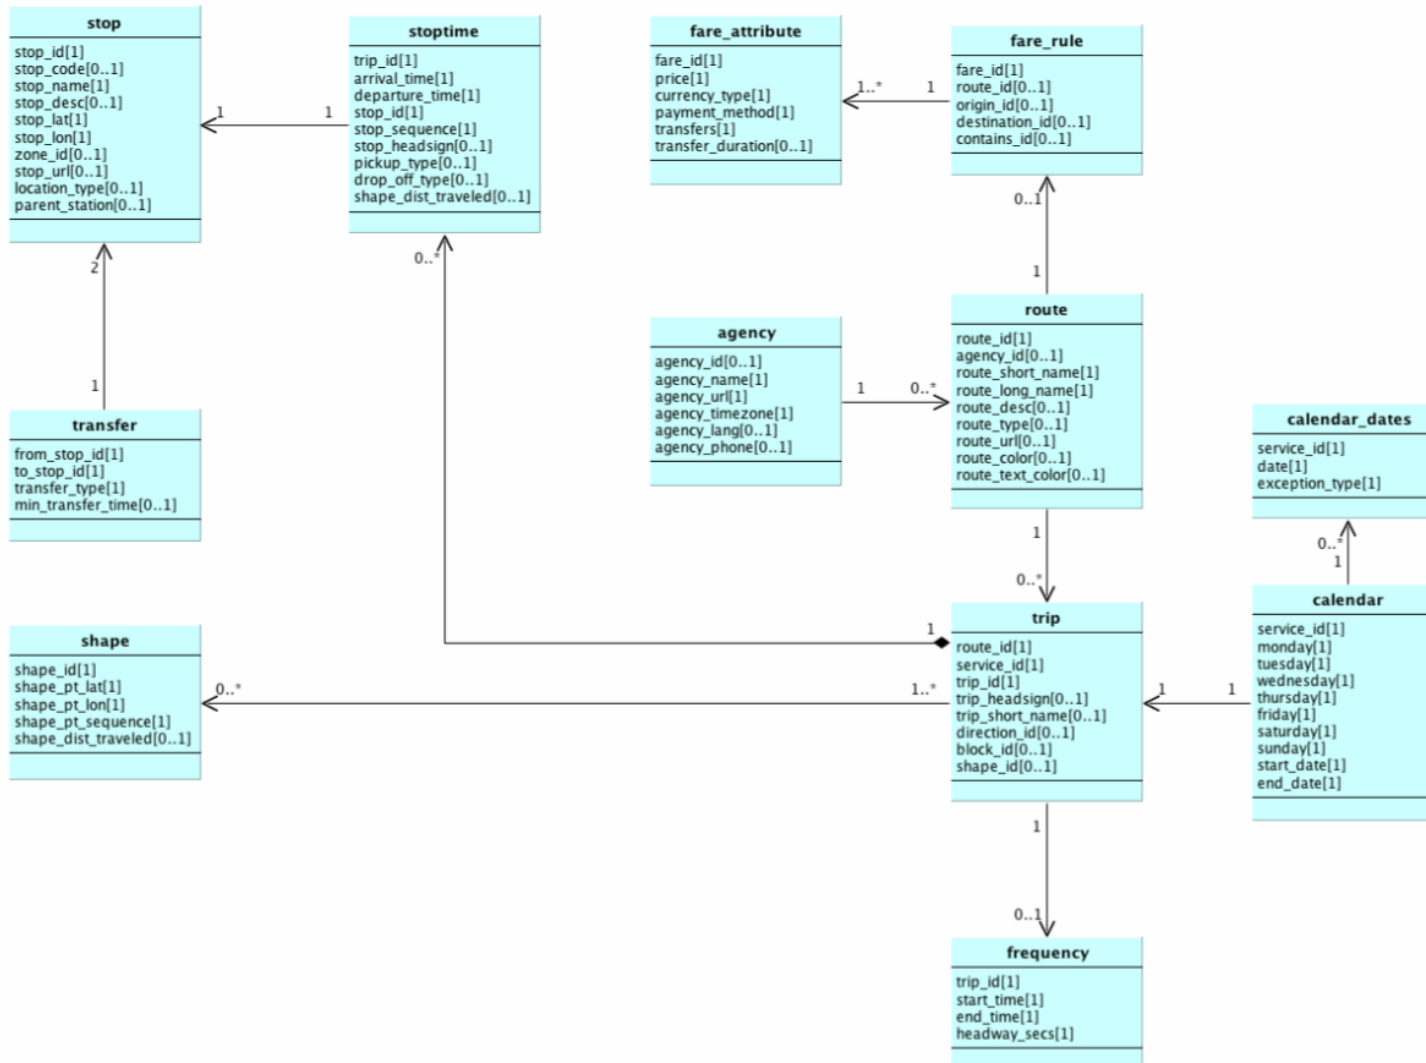 stop
stop_id[1]
stop_code[0..1]
stop_name[1]
stop_desc[0..1]
stop_lat[1]
stop_lon[1]
zone_id[0..1]
stop_url[0..1]
location_type[0..1]
parent_station[0..1]
1
1
stoptime
trip_id[1]
arrival_time[1]
departure_time[1]
stop_id[1]
stop_sequence[1]
stop_headsign[0..1]
pickup_type[0..1]
drop_off_type[0..1]
shape_dist_traveled[0..1]
0..*
fare_attribute
fare_id[1]
price[1]
currency_type[1]
payment_method[1]
transfers[1]
transfer_duration[0..1]
1..*
1
fare_rule
fare_id[1]
route_id[0..1]
origin_id[0..1]
destination_id[0..1]
contains_id[0..1]
0..1
1
2
1
transfer
from_stop_id[1]
to_stop_id[1]
transfer_type[1]
min_transfer_time[0..1]
agency
agency_id[0..1]
agency_name[1]
agency_url[1]
agency_timezone[1]
agency_lang[0..1]
agency_phone[0..1]
1
0..*
route
route_id[1]
agency_id[0..1]
route_short_name[1]
route_long_name[1]
route_desc[0..1]
route_type[0..1]
route_url[0..1]
route_color[0..1]
route_text_color[0..1]
1
0..*
calendar_dates
service_id[1]
date[1]
exception_type[1]
0..*
1
shape
shape_id[1]
shape_pt_lat[1]
shape_pt_lon[1]
shape_pt_sequence[1]
shape_dist_traveled[0..1]
0..*
1..*
1
trip
route_id[1]
service_id[1]
trip_id[1]
trip_headsign[0..1]
trip_short_name[0..1]
direction_id[0..1]
block_id[0..1]
shape_id[0..1]
1
1
calendar
service_id[1]
monday[1]
tuesday[1]
wednesday[1]
thursday[1]
friday[1]
saturday[1]
sunday[1]
start_date[1]
end_date[1]
1
0..1
frequency
trip_id[1]
start_time[1]
end_time[1]
headway_secs[1]